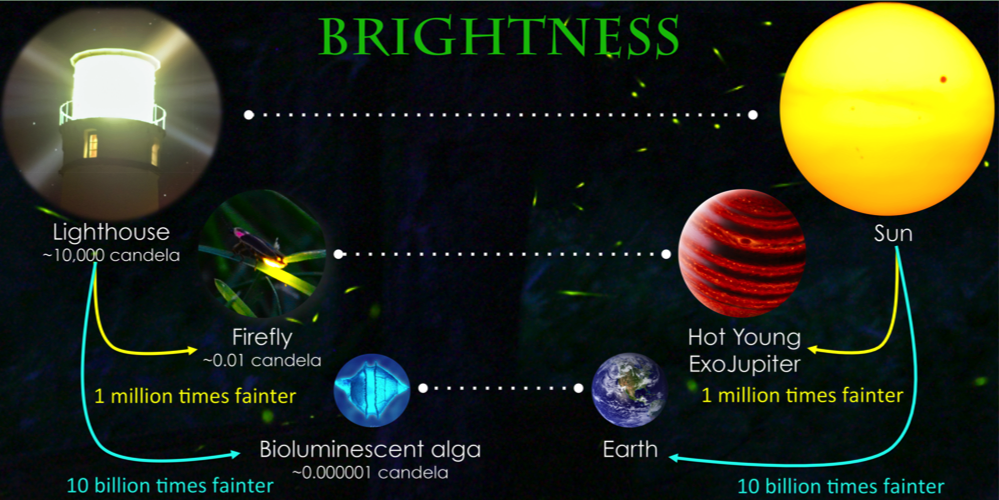 BRIGHTNESS
Lighthouse
~10,000 candela
Sun
Firefly
~0.01 candela
Hot Young
ExoJupiter
1 million times fainter
1 million times fainter
Bioluminescent alga
~0.000001 candela
Earth
10 billion times fainter
10 billion times fainter